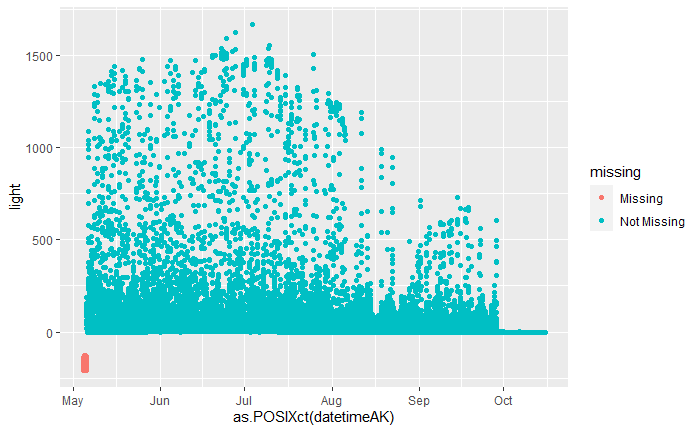 1500
1000
500
0
light
May
Jun
Jul
Aug
Sep
Oct
as.POSIXct(datetimeAK)
missing
Missing
Not Missing